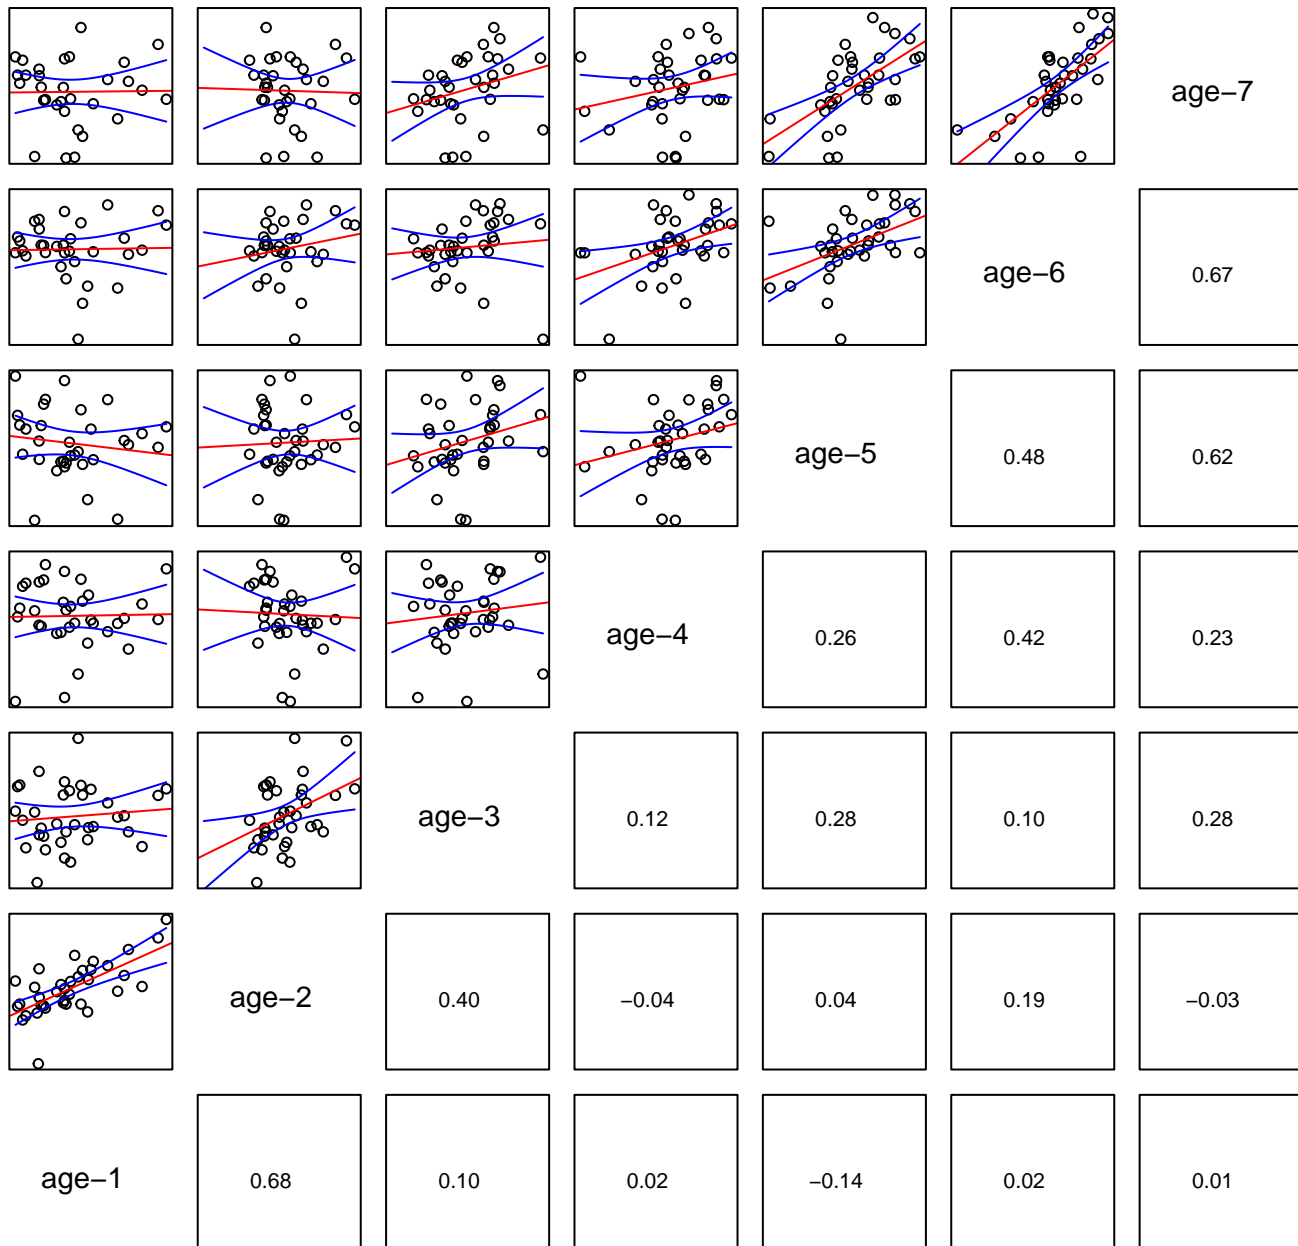 age−7
age−6 0.67
age−5 0.48 0.62
age−4 0.26 0.42 0.23
age−3 0.12 0.28 0.10 0.28
age−2 0.40 −0.04 0.04 0.19 −0.03
age−1 0.68 0.10 0.02 −0.14 0.02 0.01